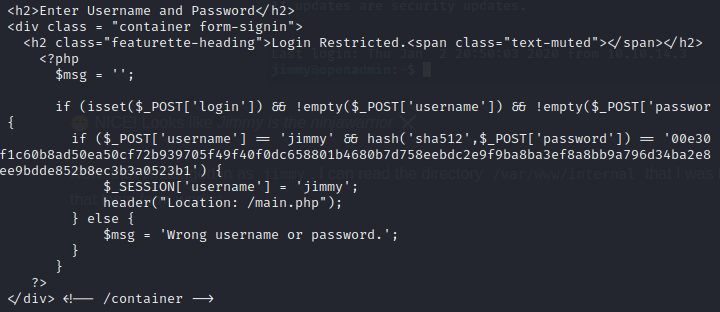 <h2>Enter Username and Password</h2>
<div class = "container form-signin">
<h2 class="featurette-heading">Login Restricted.<span class="text-muted"></span></h2>
<?php
$msg = '';
if (isset($_POST['login']) && !empty($_POST['username']) && !empty($_POST['passwor
{
if ($_POST['username'] == 'jimmy' && hash('sha512',$_POST['password']) == '00e30
f1c60b8ad50ea50cf72b939705f49f40f0dc658801b4680b7d758eebdc2e9f9ba8ba3ef8a8bb9a796d34ba2e8
ee9bdde852b8ec3b3a0523b1') {
$_SESSION['username'] = 'jimmy';
header("Location: /main.php");
} else {
$msg = 'Wrong username or password.';
}
}
?>
</div> <!-- /container -->